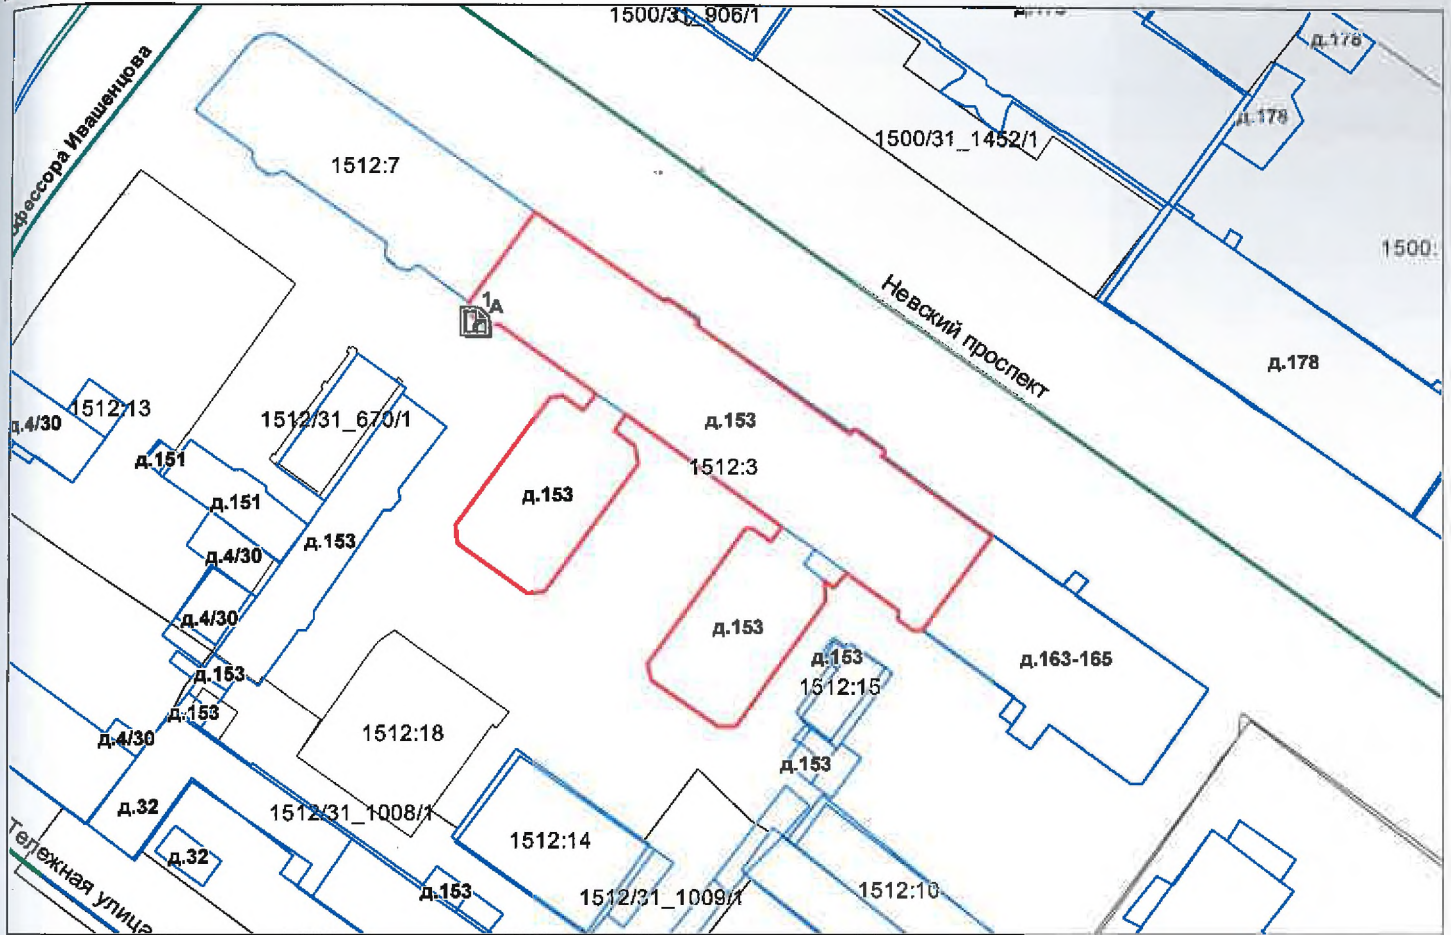 1500/31_906/1
д.178
д.178
офессора Ивашенцова
1500/31_1452/1
1512:7
1500:
1
А
Невский проспект
д.178
1512:13
д.4/30
1512/31_670/1
д.153
1512:3
д.151
д.153
д.151
д.153
д.4/30
д.4/30
д.153
д.153
1512:15
д.163-165
д.153
д.153
1512:18
д.4/30
д.153
д.32
1512/31_1008/1
1512:14
Тележная улица
д.32
д.153
1512/31_1009/1
1512:10